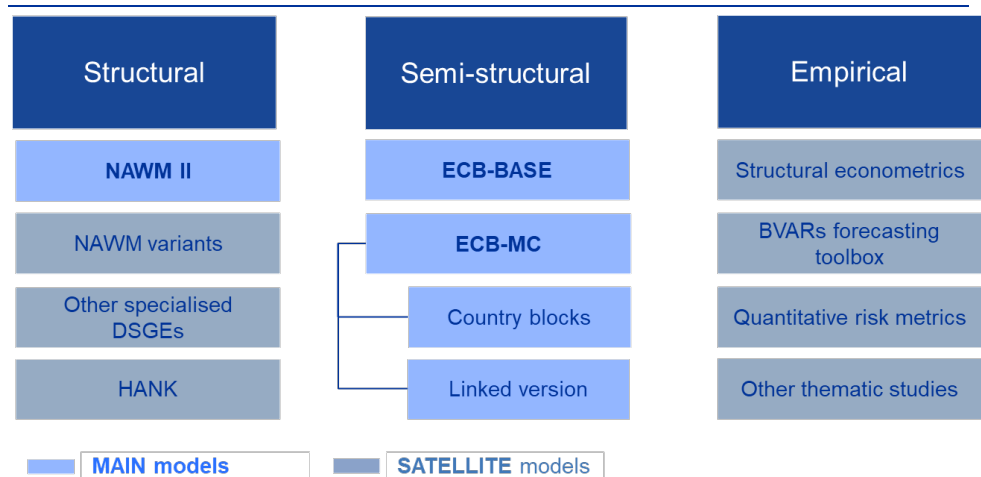 Structural
Semi-structural
Empirical
NAWM II
ECB-BASE
Structural econometrics
NAWM variants
ECB-MC
BVARs forecasting
toolbox
Other specialised
DSGEs
Country blocks
Quantitative risk metrics
HANK
Linked version
Other thematic studies
MAIN models
SATELLITE models